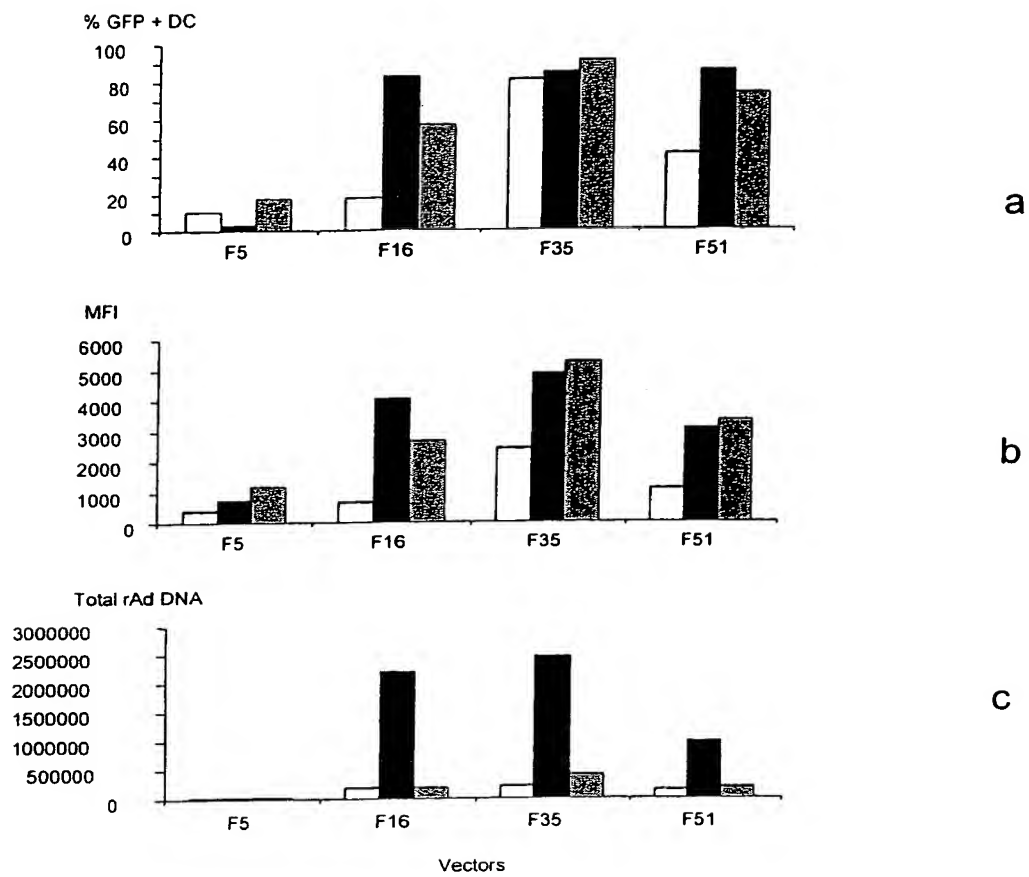 % GFP + DC
100
80
60
40
20
0
F5 F16 F35 F51
a
MFI
6000
5000
4000
3000
2000
1000
0
F5 F16 F35 F51
b
Total rAd DNA
3000000
2500000
2000000
1500000
1000000
500000
0
F5 F16 F35 F51
c
Vectors